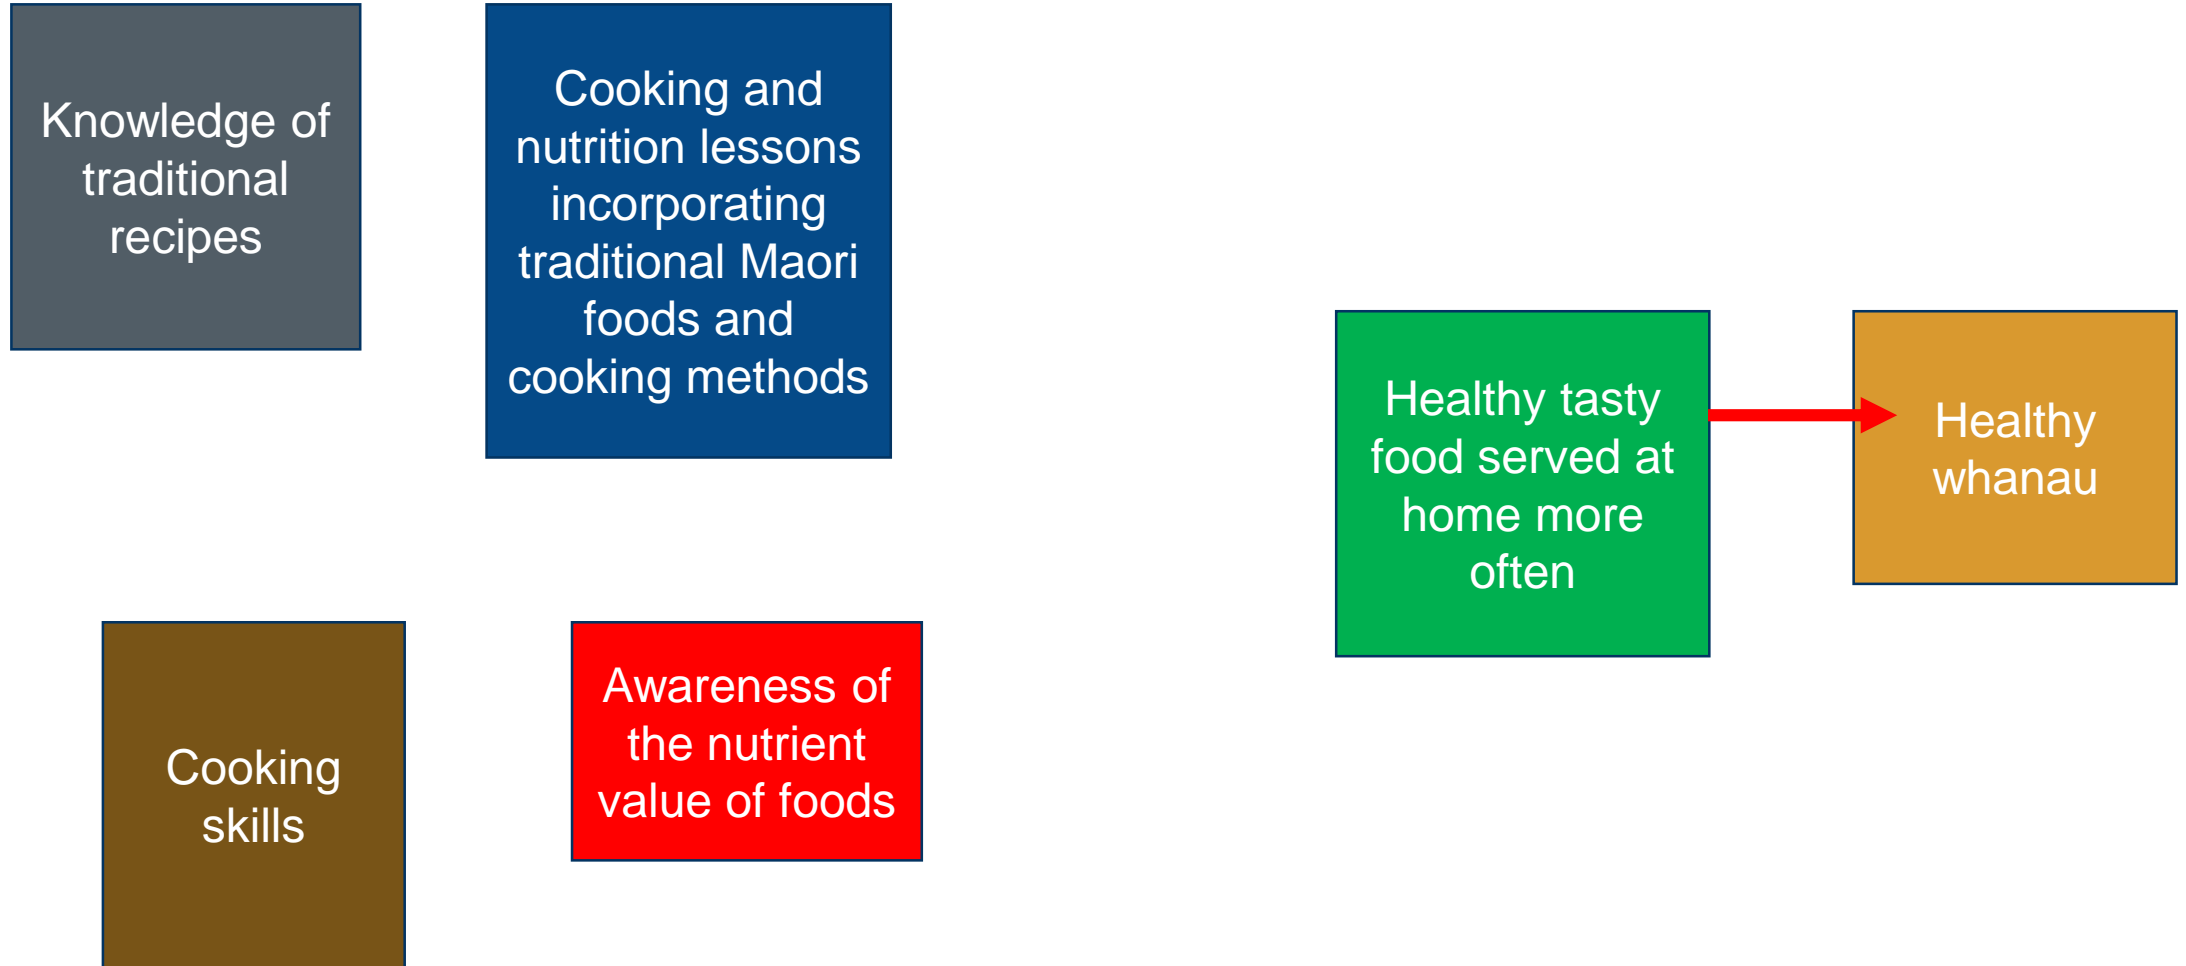 Knowledge of
traditional
recipes
Cooking and
nutrition lessons
incorporating
traditional Maori
foods and
cooking methods
Healthy tasty
food served at
home more
often
Healthy
whanau
Cooking
skills
Awareness of
the nutrient
value of foods